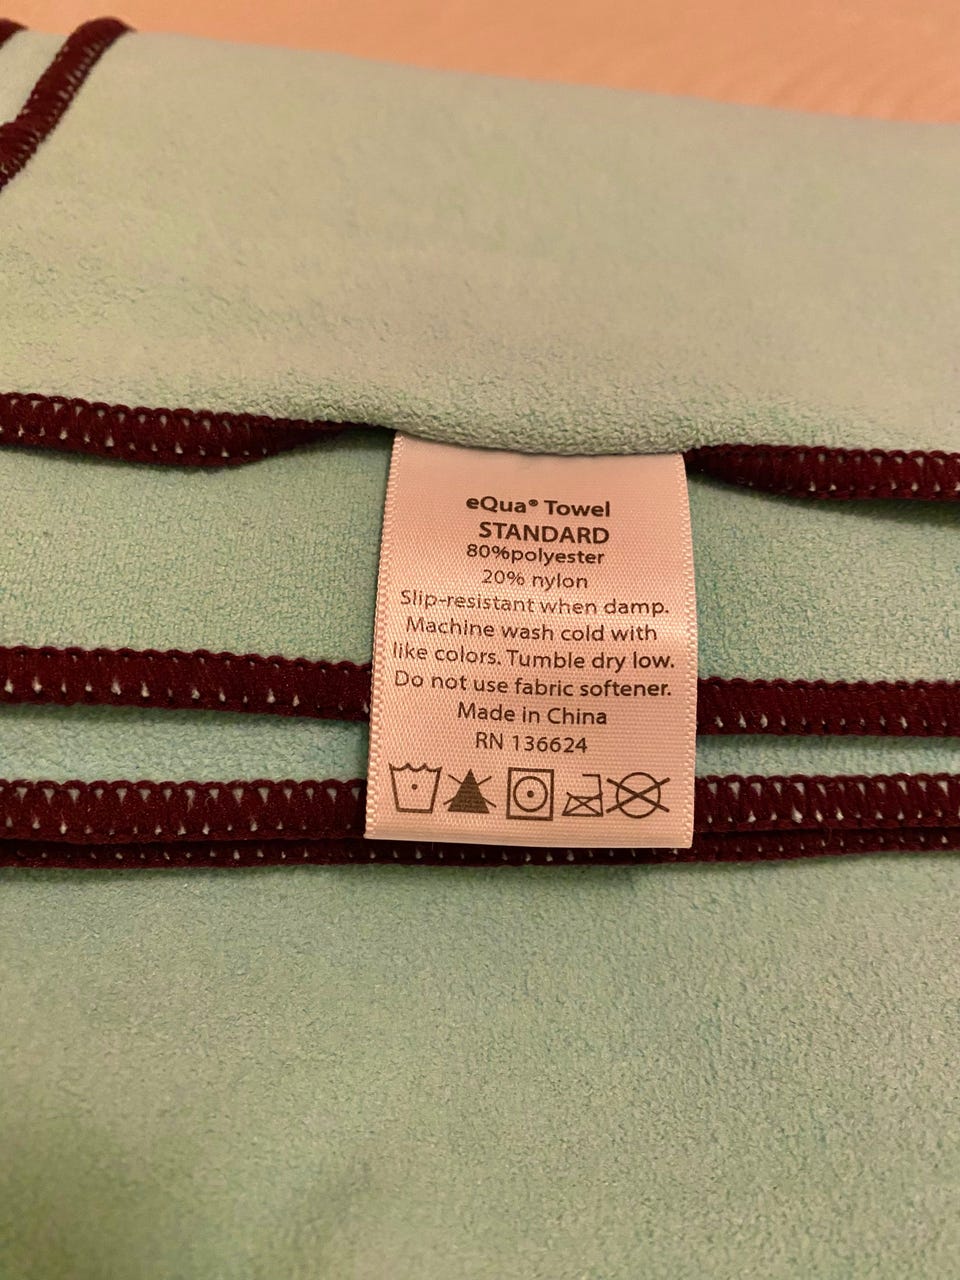 eQua® Towel
STANDARD
80%polyester
20% nylon
Slip-resistant when damp.
Machine wash cold with
like colors. Tumble dry low.
Do not use fabric softener.
Made in China
RN 136624